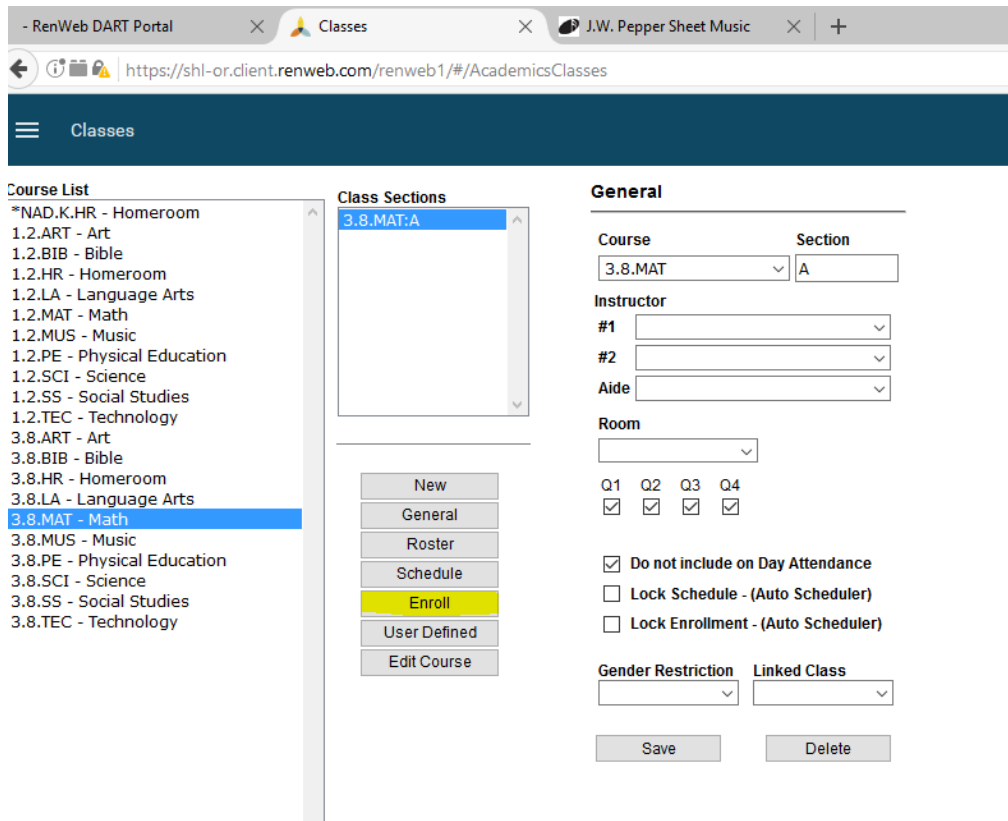 - RenWeb DART Portal
Classes
J.W. Pepper Sheet Music
https://shl-or.client.renweb.com/renweb1/#/AcademicsClasses
Classes
Course List
*NAD.K.HR - Homeroom
1.2.ART - Art
1.2.BIB - Bible
1.2.HR - Homeroom
1.2.LA - Language Arts
1.2.MAT - Math
1.2.MUS - Music
1.2.PE - Physical Education
1.2.SCI - Science
1.2.SS - Social Studies
1.2.TEC - Technology
3.8.ART - Art
3.8.BIB - Bible
3.8.HR - Homeroom
3.8.LA - Language Arts
3.8.MAT - Math
3.8.MUS - Music
3.8.PE - Physical Education
3.8.SCI - Science
3.8.SS - Social Studies
3.8.TEC - Technology
Class Sections
3.8.MAT:A
New
General
Roster
Schedule
Enroll
User Defined
Edit Course
General
Course Section
3.8.MAT A
Instructor
#1
#2
Aide
Room
Q1 Q2 Q3 Q4
Do not include on Day Attendance
Lock Schedule - (Auto Scheduler)
Lock Enrollment - (Auto Scheduler)
Gender Restriction Linked Class
Save Delete